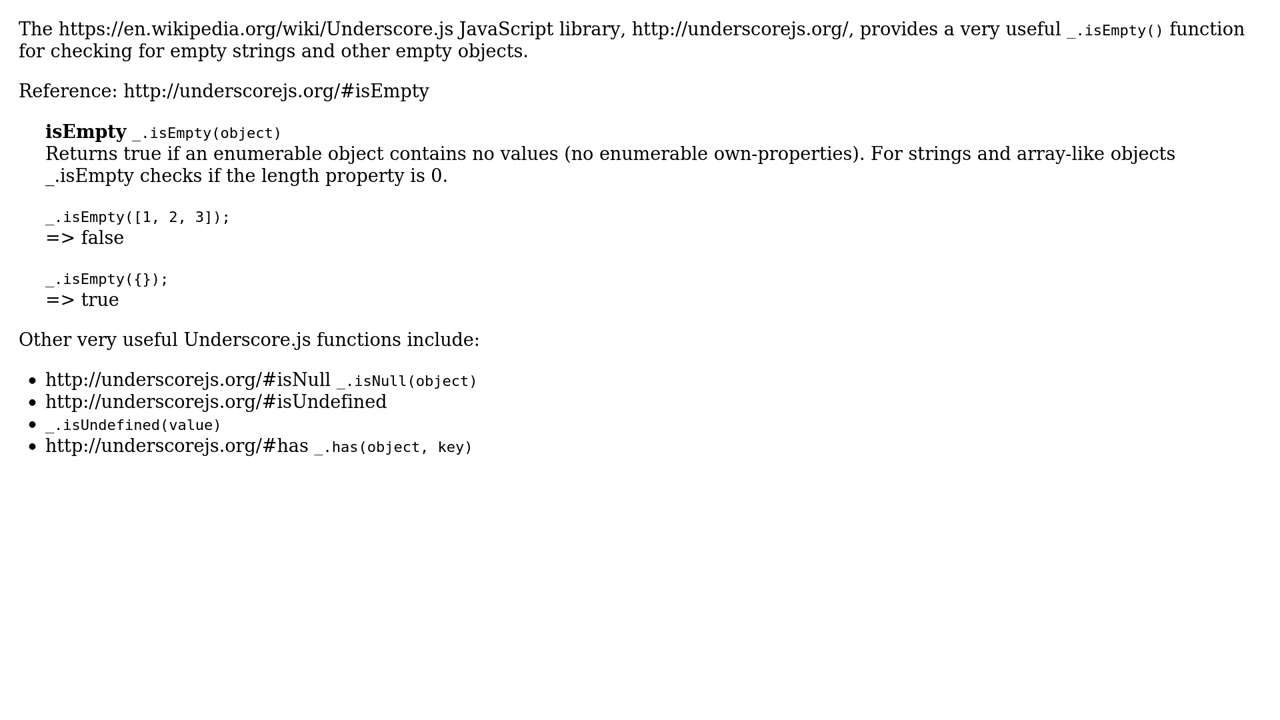 The https://en.wikipedia.org/wiki/Underscore.js JavaScript library, http://underscorejs.org/, provides a very useful _.isEmpty() function
for checking for empty strings and other empty objects.
Reference: http://underscorejs.org/#isEmpty
isEmpty _.isEmpty(object)
Returns true if an enumerable object contains no values (no enumerable own-properties). For strings and array-like objects
_.isEmpty checks if the length property is 0.
_.isEmpty([1, 2, 3]);
=> false
_.isEmpty({});
=> true
Other very useful Underscore.js functions include:
• http://underscorejs.org/#isNull _.isNull(object)
• http://underscorejs.org/#isUndefined
• _.isUndefined(value)
• http://underscorejs.org/#has _.has(object, key)